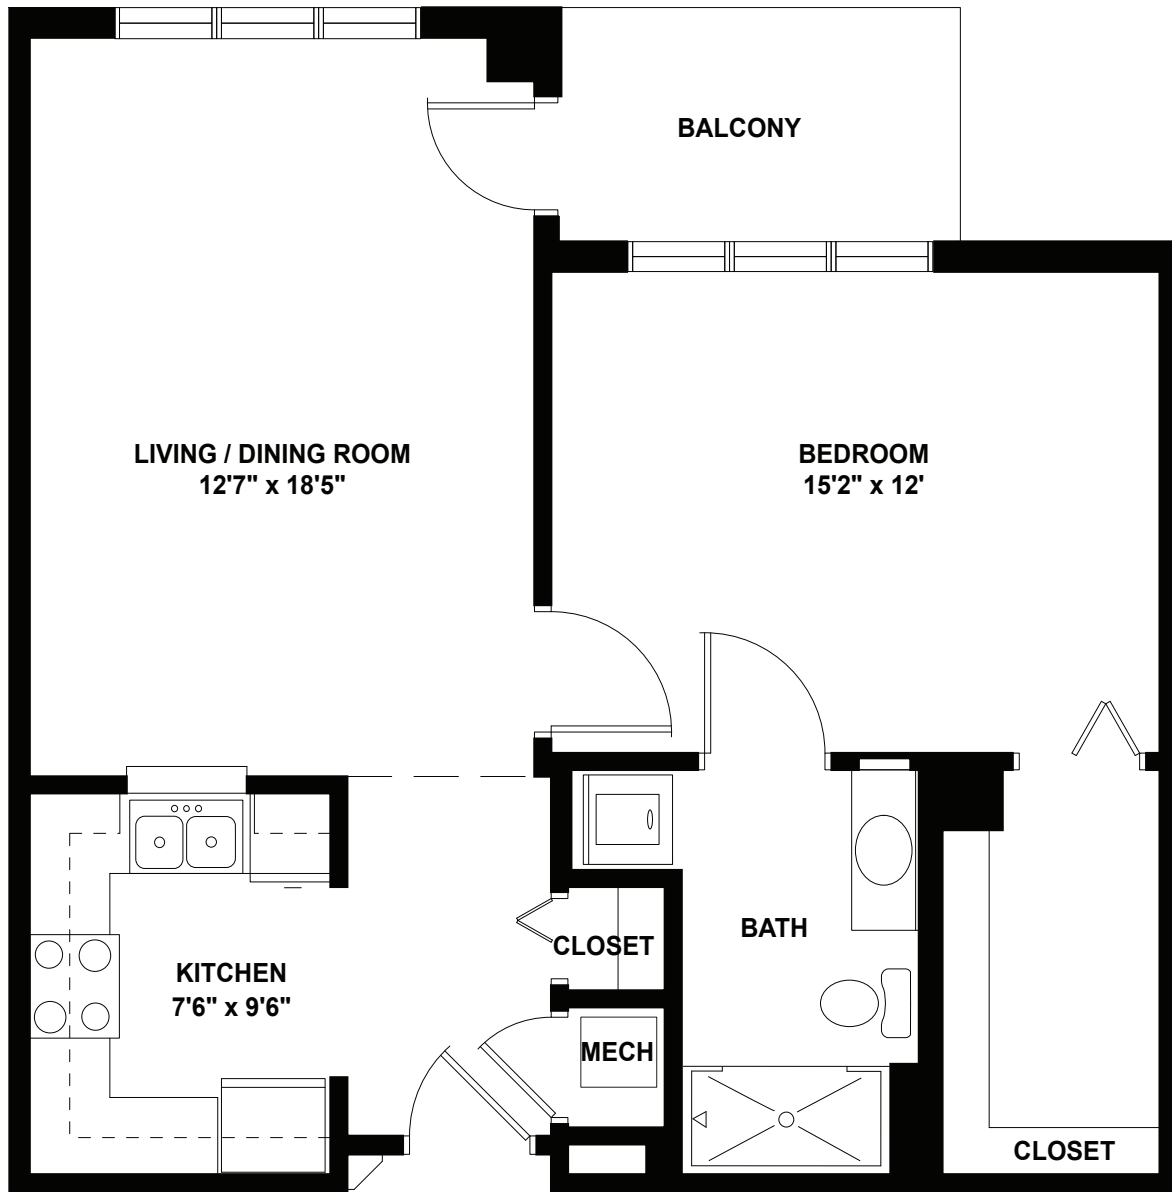 BALCONY
LIVING / DINING ROOM
12'7" x 18'5"
BEDROOM
15'2" x 12'
KITCHEN
7'6" x 9'6"
CLOSET
BATH
MECH
CLOSET